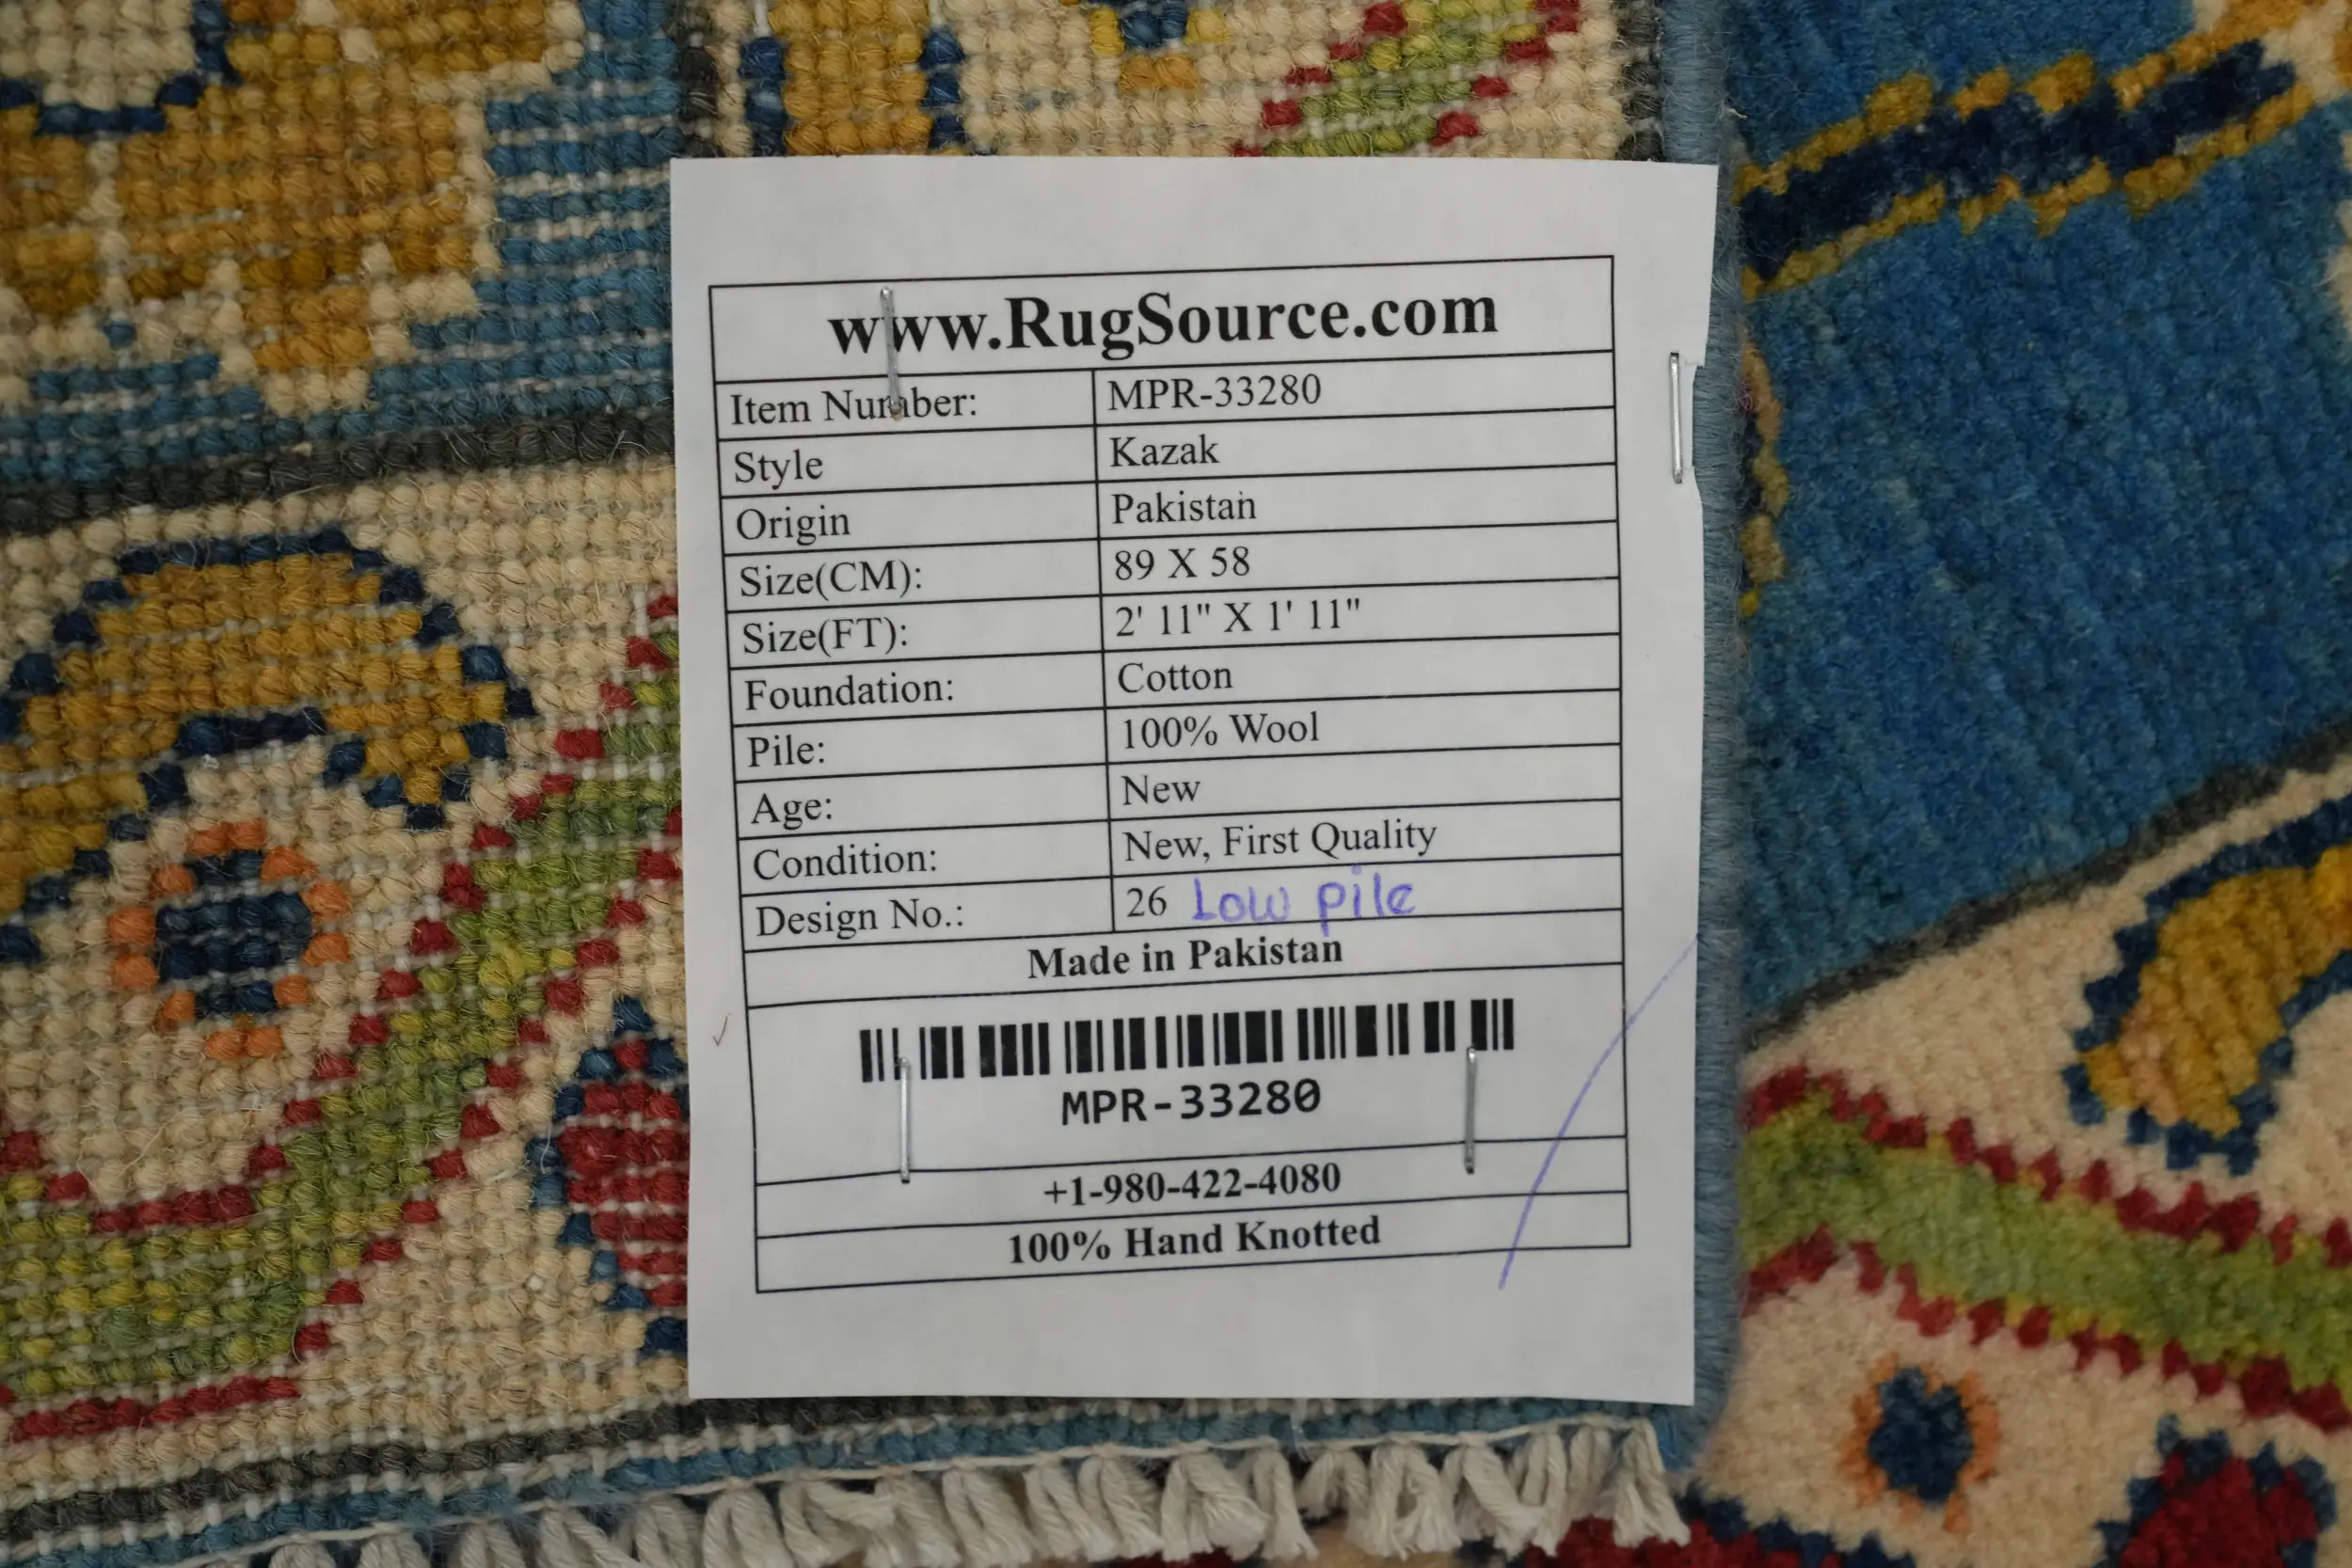 www.RugSource.com
Item Number: MPR-33280
Style Kazak
Origin Pakistan
Size(CM): 89 X 58
Size(FT): 2' 11" X 1' 11"
Foundation: Cotton
Pile: 100% Wool
Age: New
Condition: New, First Quality
Design No.: 26 Low pile
Made in Pakistan
MPR-33280
+1-980-422-4080
100% Hand Knotted